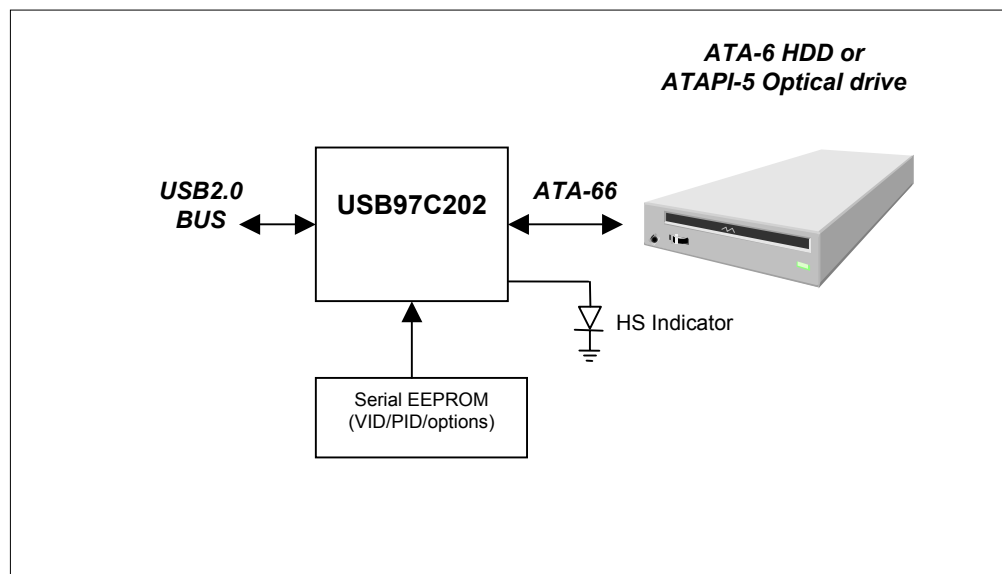 ATA-6 HDD or
ATAPI-5 Optical drive
USB2.0
BUS
USB97C202
ATA-66
HS Indicator
Serial EEPROM
(VID/PID/options)